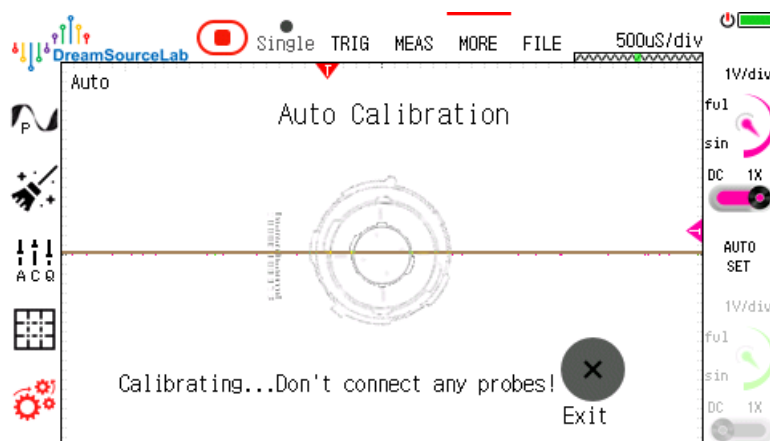 DreamSourceLab
Single
TRIG
MEAS
MORE
FILE
500uS/div
T
Auto
Auto Calibration
Calibrating...Don't connect any probes!
Exit
P
ACQ
1V/div
ful
sin
DC 1X
AUTO
SET
1V/div
ful
sin
DC 1X